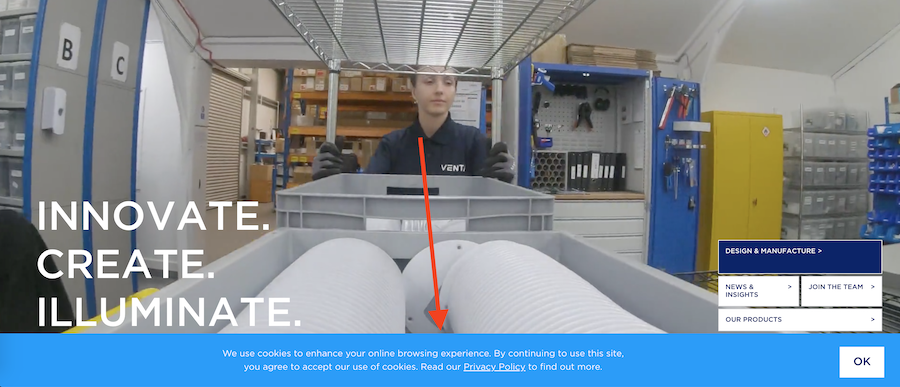 B
C
VENT
INNOVATE.
CREATE.
ILLUMINATE.
DESIGN & MANUFACTURE >
NEWS & INSIGHTS >
JOIN THE TEAM >
OUR PRODUCTS >
We use cookies to enhance your online browsing experience. By continuing to use this site,
you agree to accept our use of cookies. Read our Privacy Policy to find out more.
OK